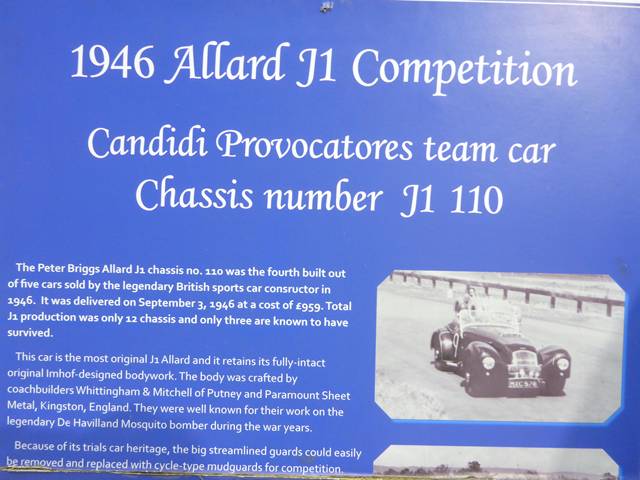 1946 Allard J1 Competition
Candidi Provocatores team car
Chassis number J1 110
The Peter Briggs Allard J1 chassis no. 110 was the fourth built out
of five cars sold by the legendary British sports car consructor in
1946. It was delivered on September 3, 1946 at a cost of £959. Total
J1 production was only 12 chassis and only three are known to have
survived.
This car is the most original J1 Allard and it retains its fully-intact
original Imhof-designed bodywork. The body was crafted by
coachbuilders Whittingham & Mitchell of Putney and Paramount Sheet
Metal, Kingston, England. They were well known for their work on the
legendary De Havilland Mosquito bomber during the war years.
Because of its trials car heritage, the big streamlined guards could easily
be removed and replaced with cycle-type mudguards for competition.